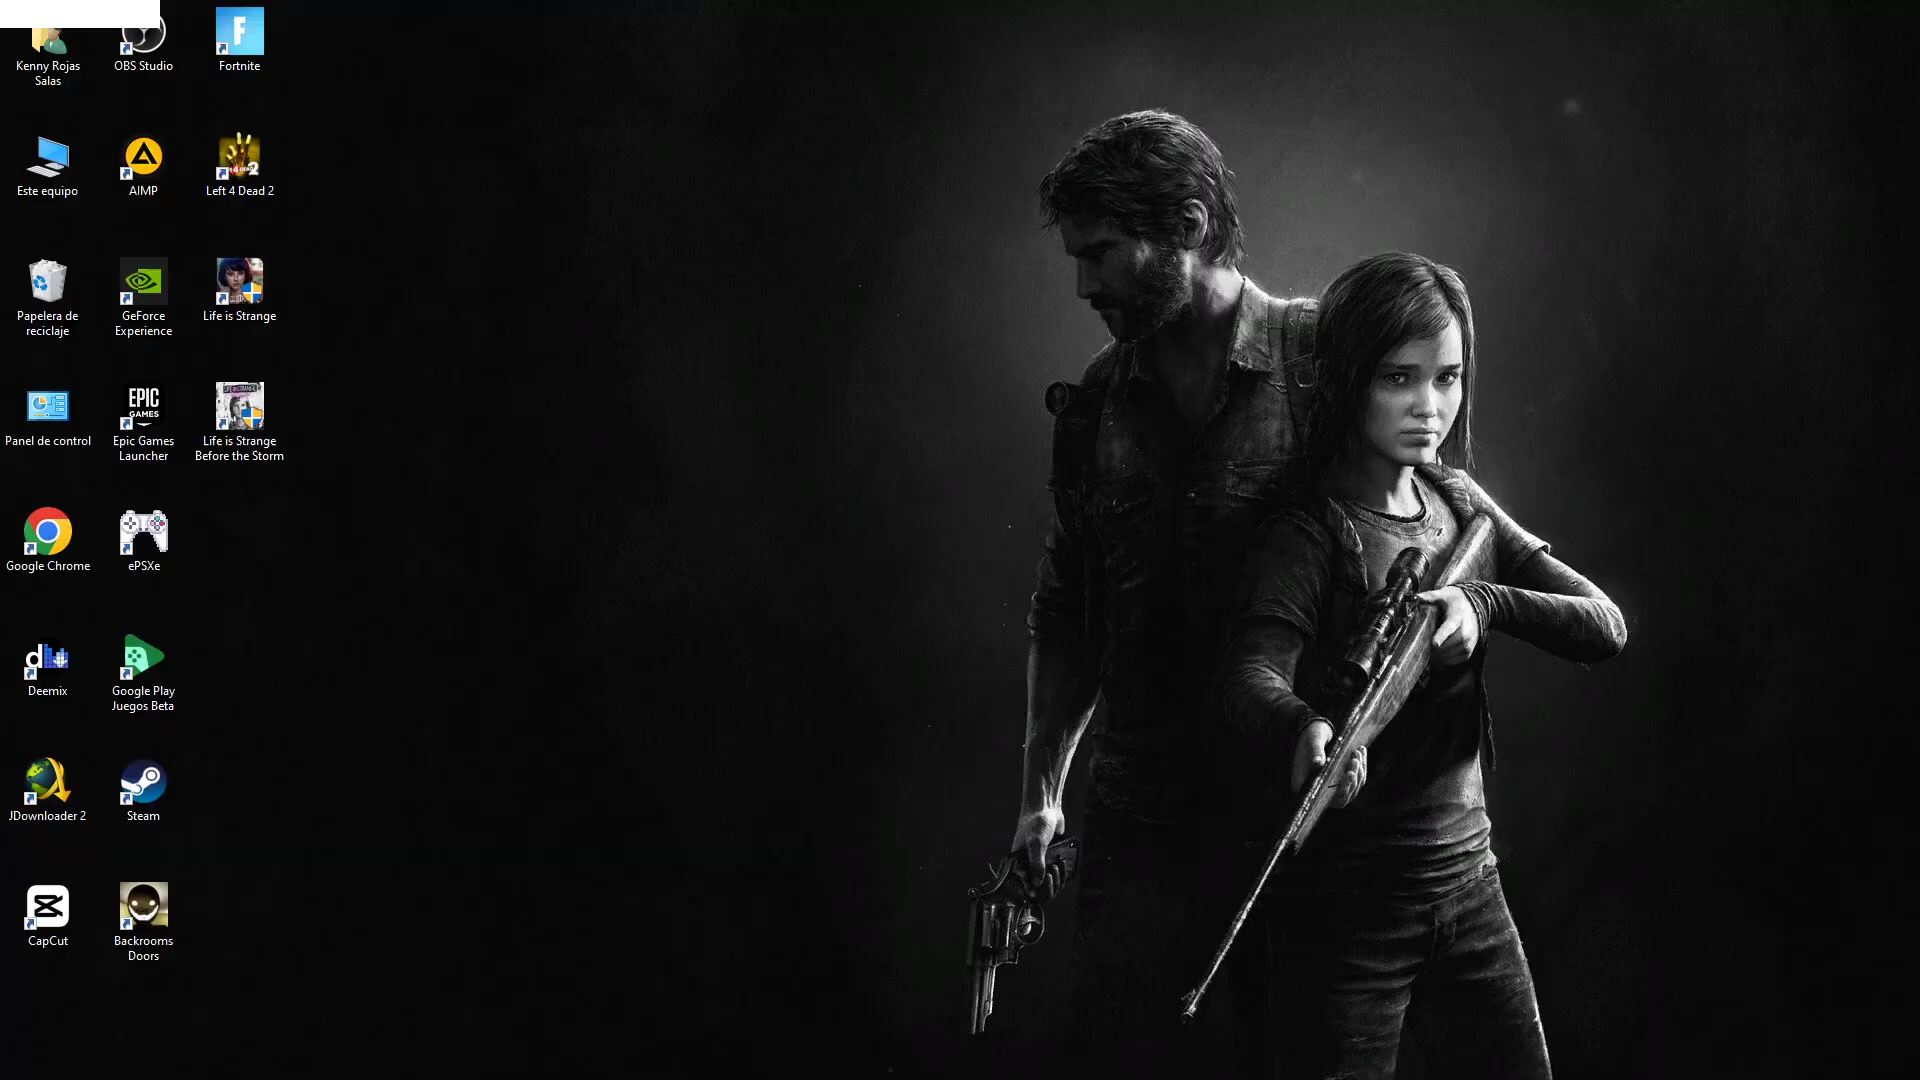 Kenny Rojas
Salas
OBS Studio
Fortnite
F
Este equipo
AIMP
Left 4 Dead 2
Papelera de
reciclaje
GeForce
Experience
Life is Strange
EPIC
GAMES
Panel de control
Epic Games
Launcher
Life is Strange
Before the Storm
Google Chrome
ePSXe
d
Deemix
Google Play
Juegos Beta
JDownloader 2
Steam
CapCut
Backrooms
Doors